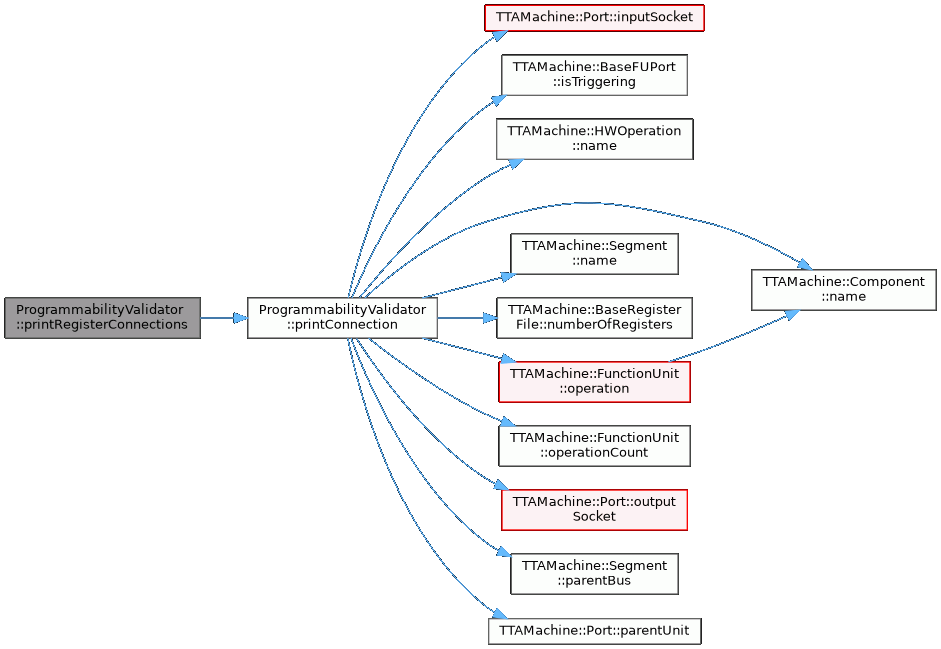 TTAMachine::Port::inputSocket
TTAMachine::BaseFUPort
::isTriggering
TTAMachine::HWOperation
::name
TTAMachine::Segment
::name
TTAMachine::Component
::name
ProgrammabilityValidator
::printRegisterConnections
ProgrammabilityValidator
::printConnection
TTAMachine::BaseRegister
File::numberOfRegisters
TTAMachine::FunctionUnit
::operation
TTAMachine::FunctionUnit
::operationCount
TTAMachine::Port::output
Socket
TTAMachine::Segment
::parentBus
TTAMachine::Port::parentUnit